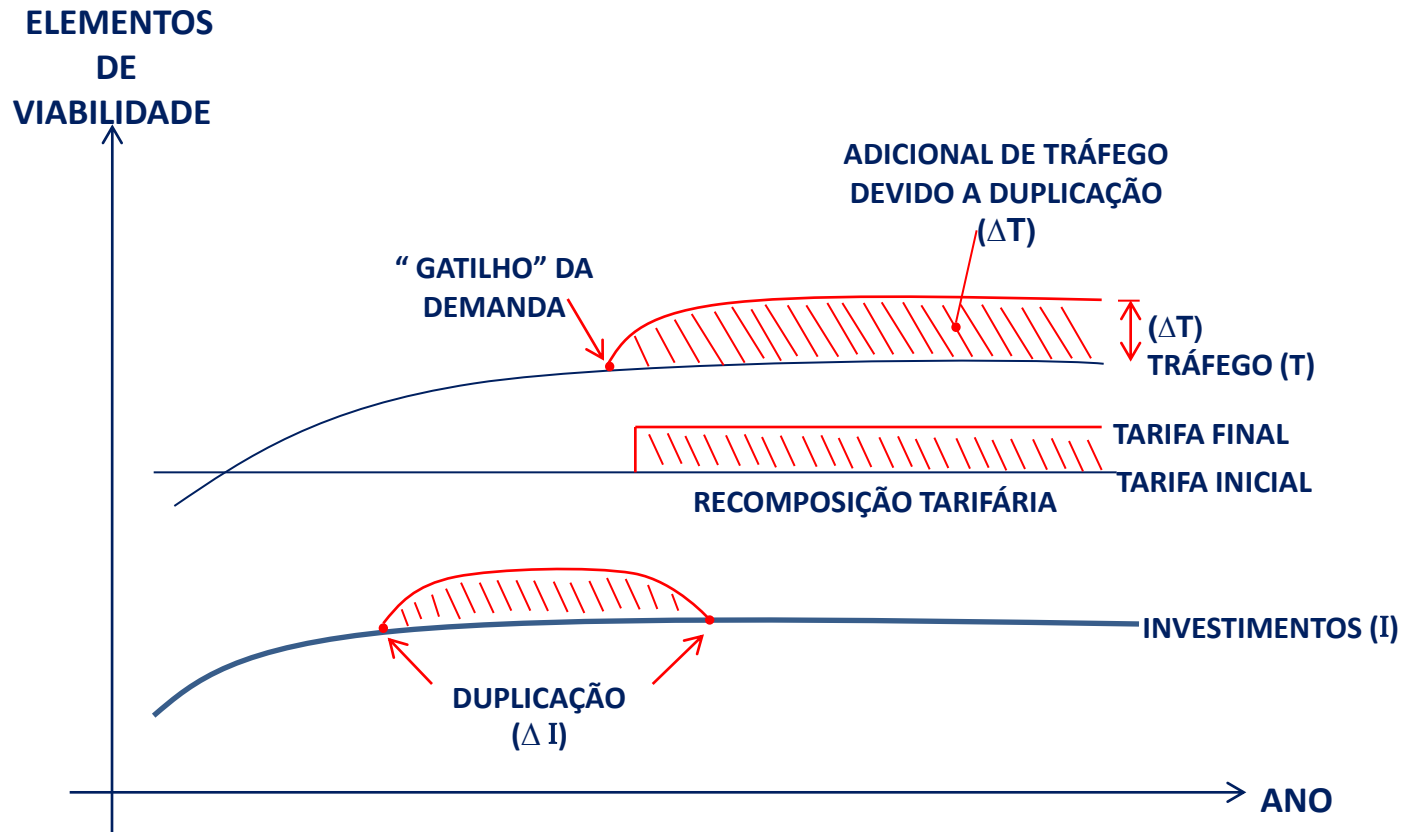 ELEMENTOS
DE
VIABILIDADE
ADICIONAL DE TRÁFEGO
DEVIDO A DUPLICAÇÃO
(ΔT)
“ GATILHO” DA
DEMANDA
(ΔT)
TRÁFEGO (T)
TARIFA FINAL
TARIFA INICIAL
RECOMPOSIÇÃO TARIFÁRIA
INVESTIMENTOS (I)
DUPLICAÇÃO
(Δ I)
ANO